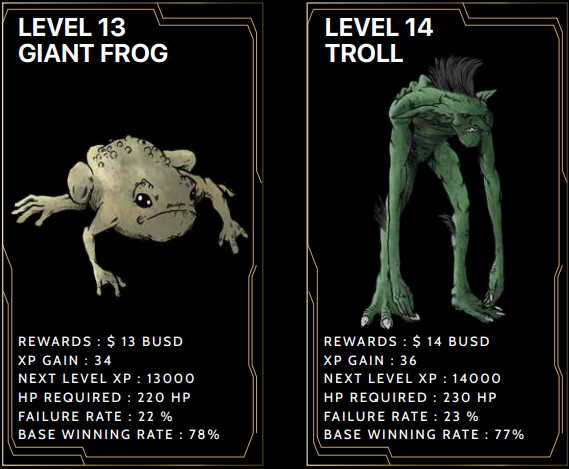 LEVEL 13
GIANT FROG
REWARDS : $ 13 BUSD
XP GAIN : 34
NEXT LEVEL XP : 13000
HP REQUIRED : 220 HP
FAILURE RATE : 22 %
BASE WINNING RATE : 78%
LEVEL 14
TROLL
REWARDS : $ 14 BUSD
XP GAIN : 36
NEXT LEVEL XP : 14000
HP REQUIRED : 230 HP
FAILURE RATE : 23 %
BASE WINNING RATE : 77%